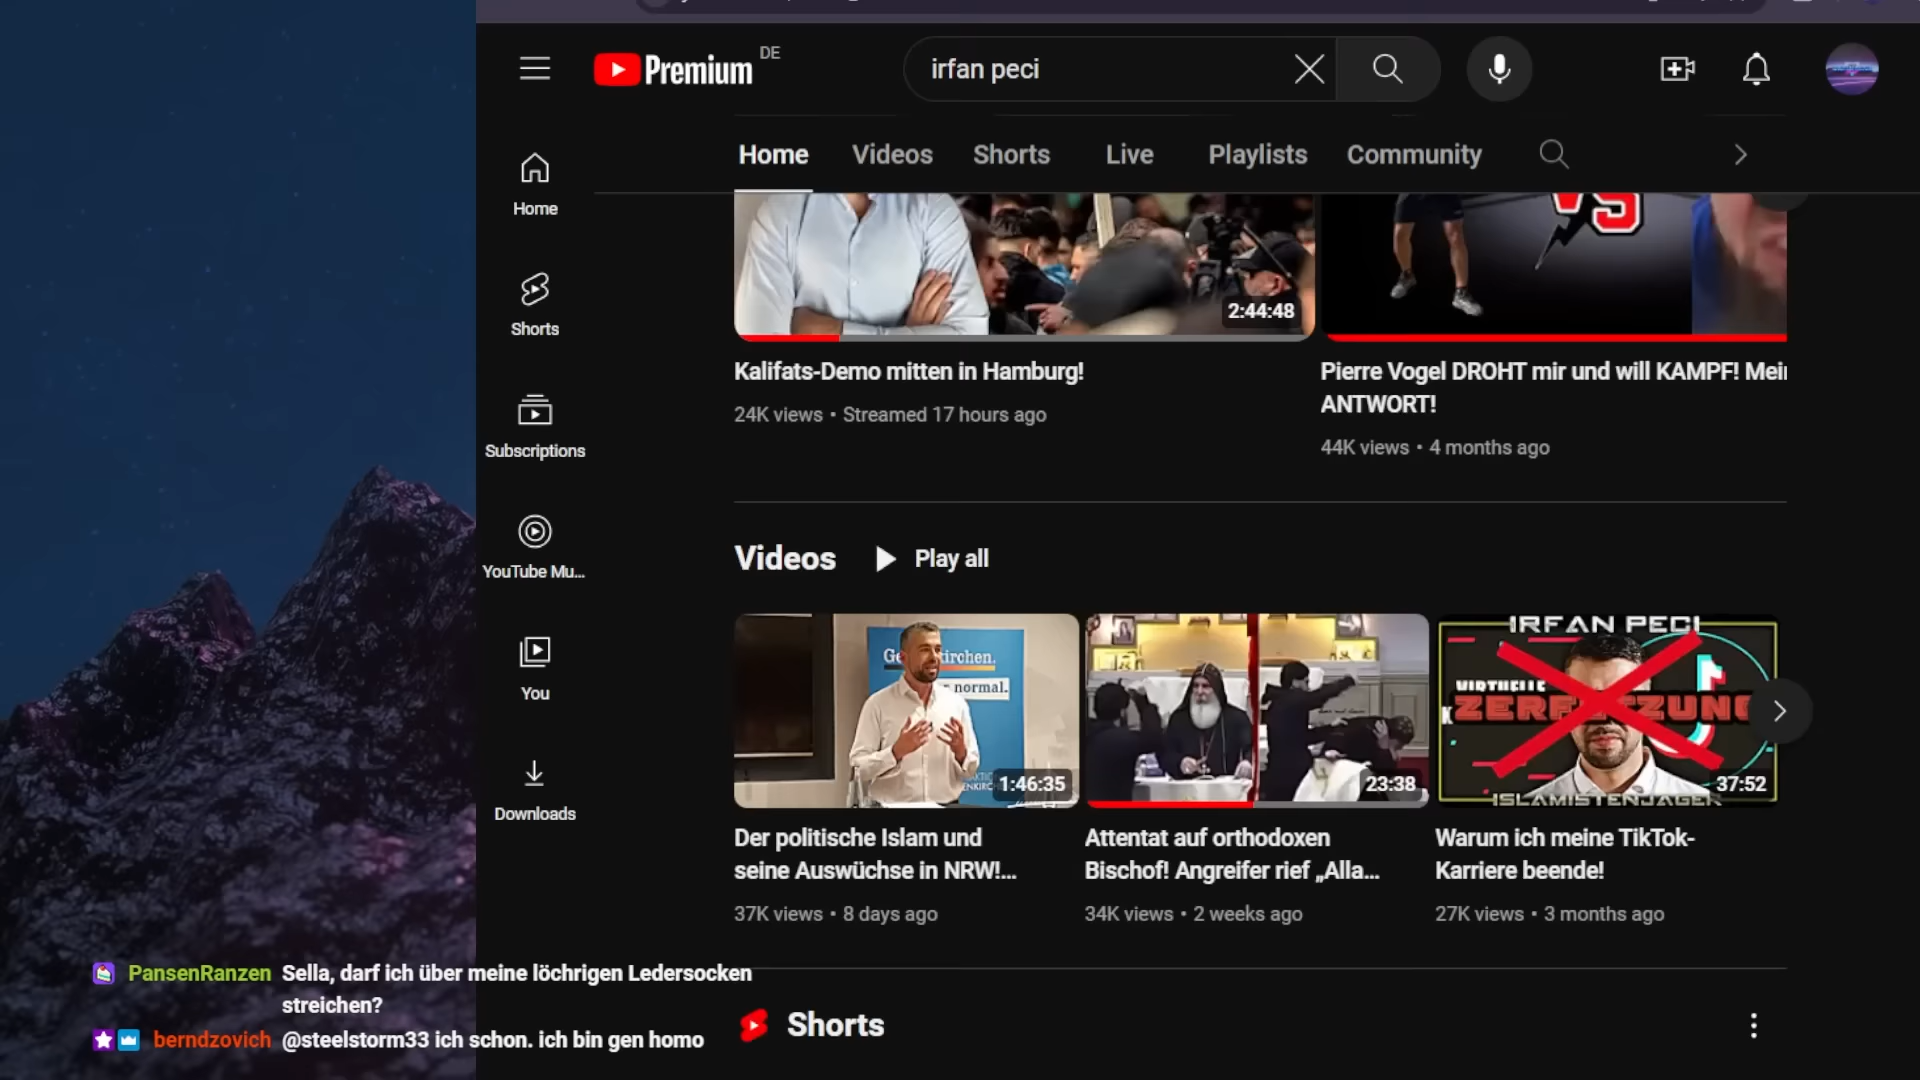 Premium DE
irfan peci
Home Videos Shorts Live Playlists Community
Home
Shorts
Subscriptions
YouTube Mu...
You
Downloads
VS
2:44:48
Kalifats-Demo mitten in Hamburg!
24K views • Streamed 17 hours ago
Pierre Vogel DROHT mir und will KAMPF!
ANTWORT!
44K views • 4 months ago
Videos Play all
irchen.
normal.
1:46:35
23:38
IRFAN PECI
VIRTUELLE
ISLAMISTENJÄGER
37:52
Der politische Islam und
seine Auswüchse in NRW!...
37K views • 8 days ago
Attentat auf orthodoxen
Bischof! Angreifer rief „Alla...
34K views • 2 weeks ago
Warum ich meine TikTok-
Karriere beende!
27K views • 3 months ago
PansenRanzen Sella, darf ich über meine löchrigen Ledersocken
streichen?
berndzovich @steelstorm33 ich schon. ich bin gen homo
Shorts